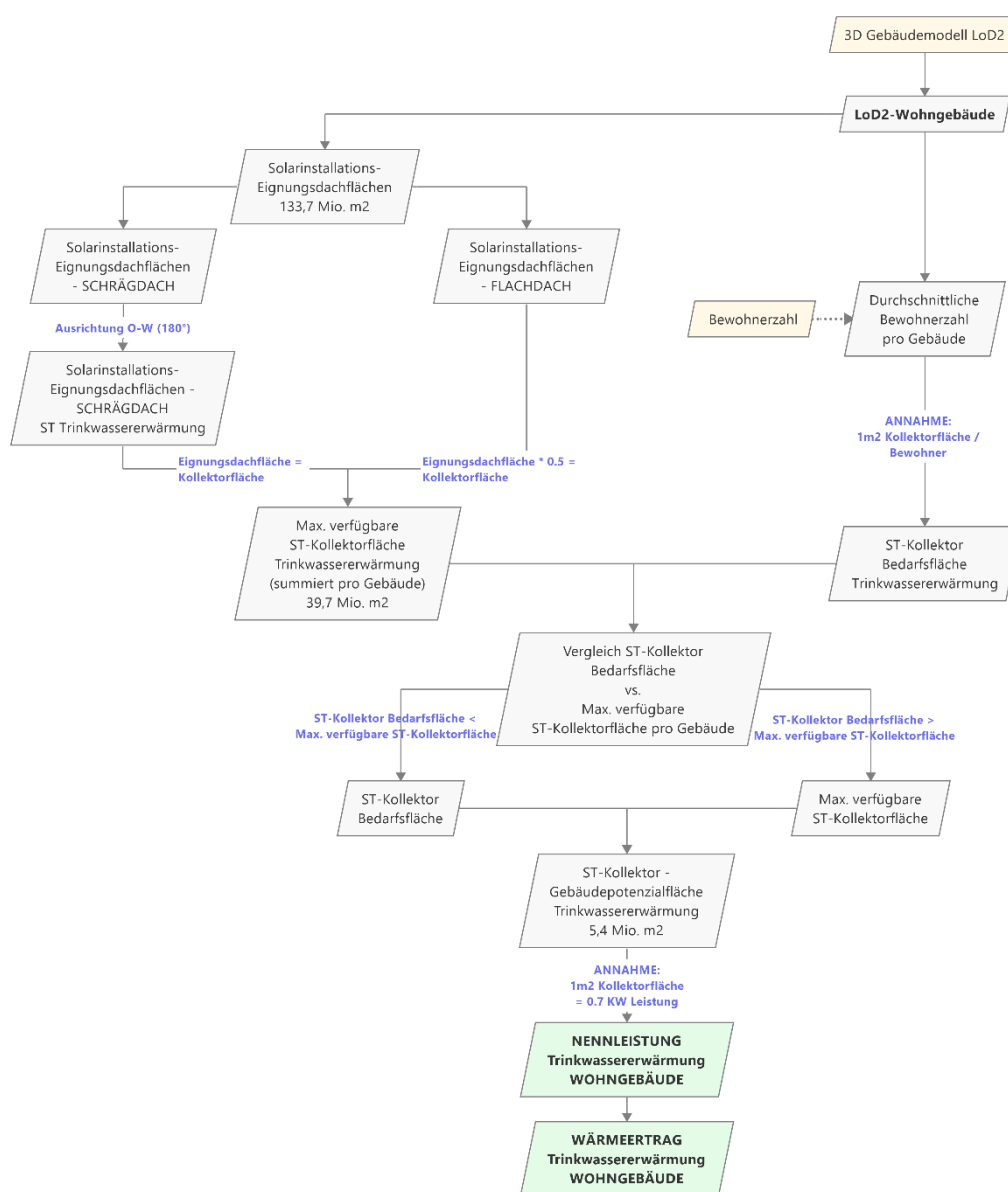 3D Gebäudemodell LoD2
LoD2-Wohngebäude
Solarinstallations-
Eignungsdachflächen
133,7 Mio. m2
Solarinstallations-
Eignungsdachflächen
- SCHRÄGDACH
Solarinstallations-
Eignungsdachflächen
- FLACHDACH
Bewohnerzahl
Durchschnittliche
Bewohnerzahl
pro Gebäude
Ausrichtung O-W (180°)
Solarinstallations-
Eignungsdachflächen -
SCHRÄGDACH
ST Trinkwassererwärmung
ANNAHME:
1m2 Kollektorfläche /
Bewohner
Eignungsdachfläche =
Kollektorfläche
Eignungsdachfläche * 0.5 =
Kollektorfläche
Max. verfügbare
ST-Kollektorfläche
Trinkwassererwärmung
(summiert pro Gebäude)
39,7 Mio. m2
ST-Kollektor
Bedarfsfläche
Trinkwassererwärmung
Vergleich ST-Kollektor
Bedarfsfläche
vs.
Max. verfügbare
ST-Kollektorfläche pro Gebäude
ST-Kollektor Bedarfsfläche <
Max. verfügbare ST-Kollektorfläche
ST-Kollektor Bedarfsfläche >
Max. verfügbare ST-Kollektorfläche
ST-Kollektor
Bedarfsfläche
Max. verfügbare
ST-Kollektorfläche
ST-Kollektor -
Gebäudepotenzialfläche
Trinkwassererwärmung
5,4 Mio. m2
ANNAHME:
1m2 Kollektorfläche
= 0.7 KW Leistung
NENNLEISTUNG
Trinkwassererwärmung
WOHNGEBÄUDE
WÄRMEERTRAG
Trinkwassererwärmung
WOHNGEBÄUDE